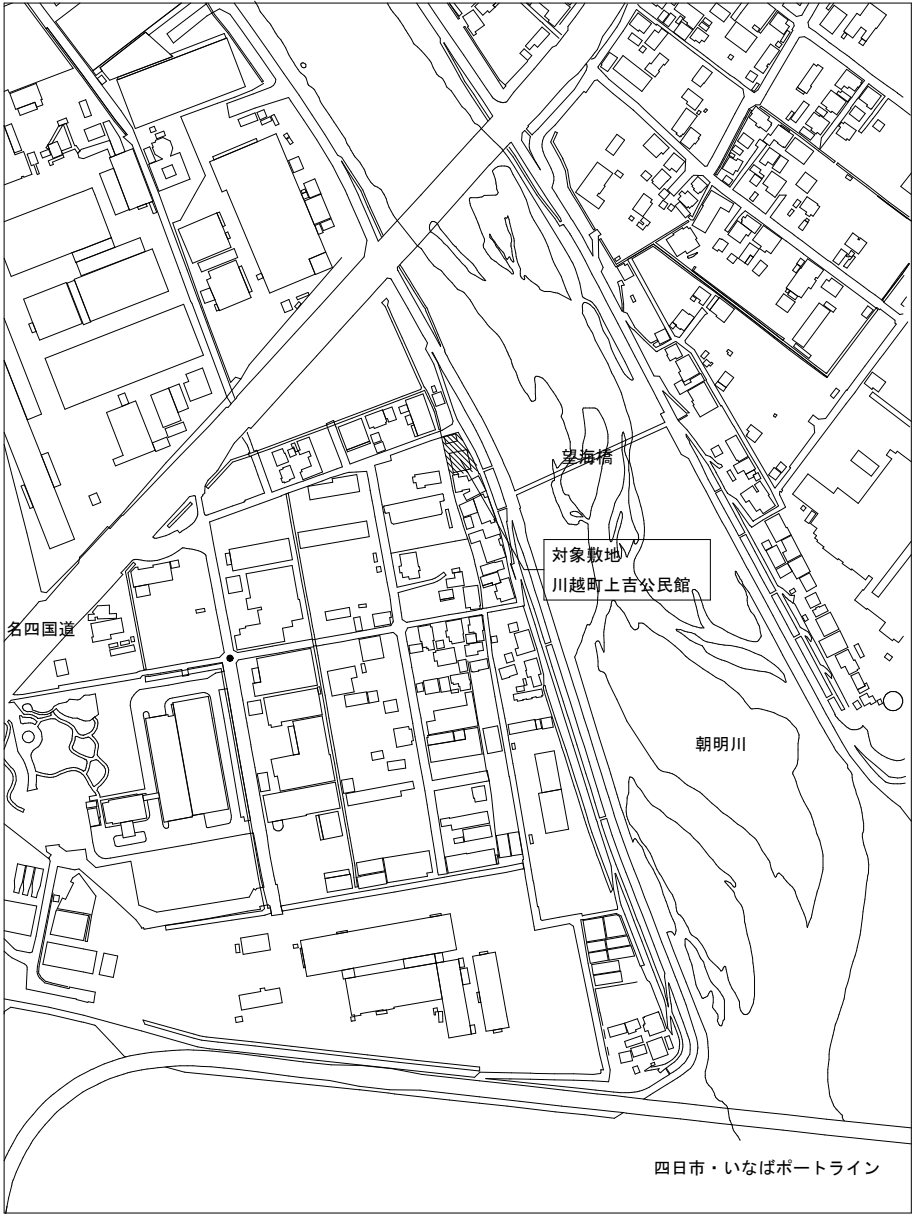 望海橋
対象敷地
川越町上吉公民館
名四国道
朝明川
四日市・いなばポートライン